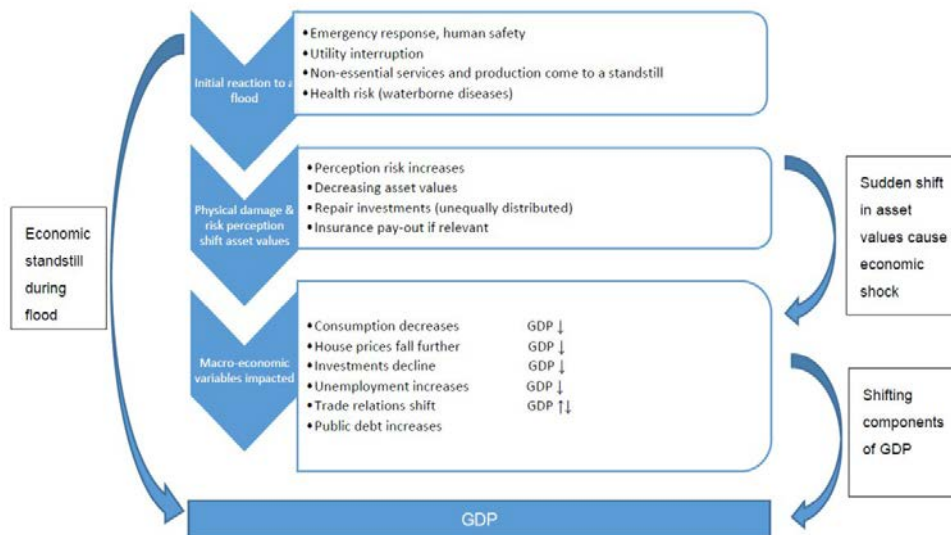 Initial reaction to a
flood
•Emergency response, human safety
•Utility interruption
•Non-essential services and production come to a standstill
•Health risk (waterborne diseases)
Physical damage &
risk perception
shift asset values
•Perception risk increases
•Decreasing asset values
•Repair investments (unequally distributed)
•Insurance pay-out if relevant
Economic
standstill
during
flood
Sudden shift
in asset
values cause
economic
shock
Macro-economic
variables impacted
•Consumption decreases GDP ↓
•House prices fall further GDP ↓
•Investments decline GDP ↓
•Unemployment increases GDP ↓
•Trade relations shift GDP ↑↓
•Public debt increases
Shifting
components
of GDP
GDP